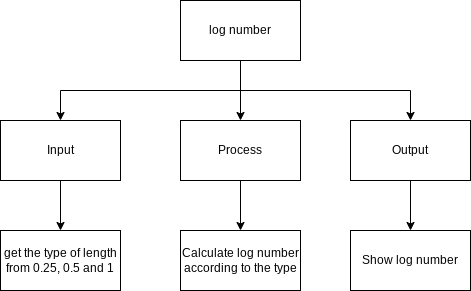 log number
Input
Process
Output
get the type of length
from 0.25, 0.5 and 1
Calculate log number
according to the type
Show log number